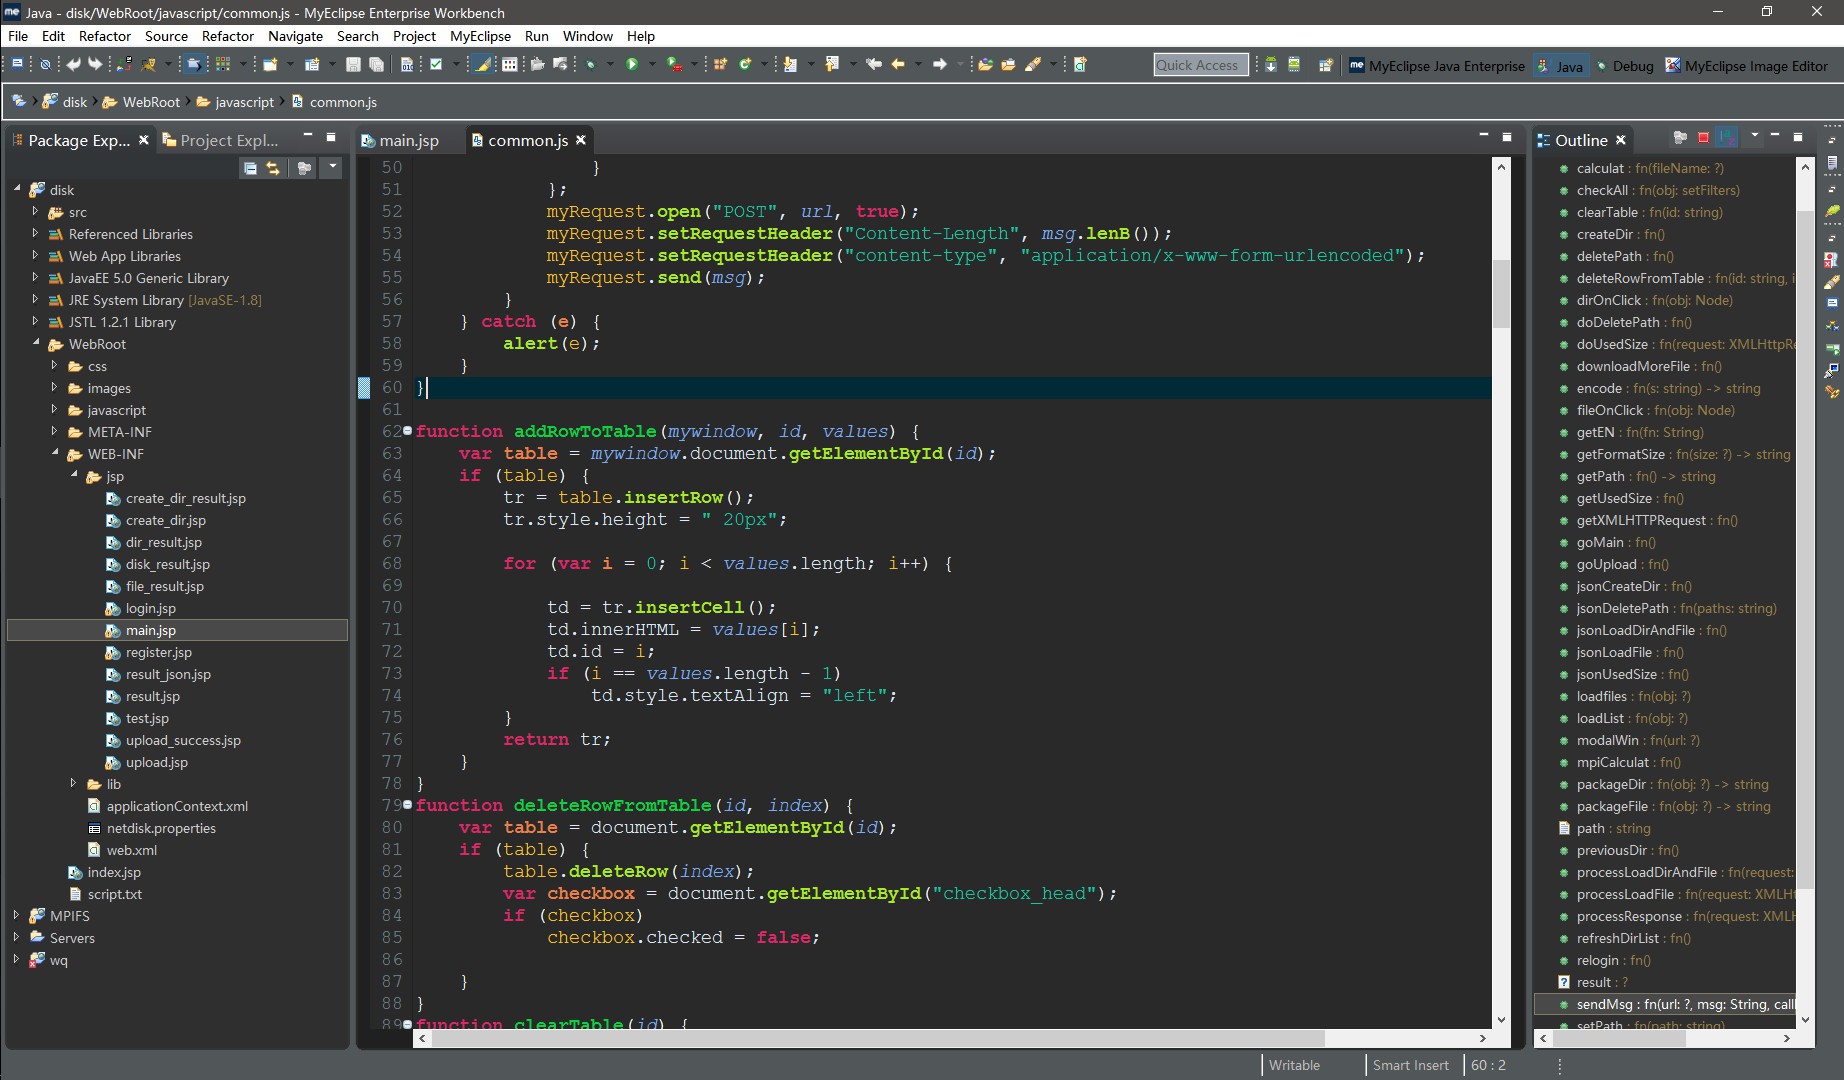 Java - disk/WebRoot/javascript/common.js - MyEclipse Enterprise Workbench
File Edit Refactor Source Refactor Navigate Search Project MyEclipse Run Window Help
Quick Access
MyEclipse Java Enterprise
Java
Debug
MyEclipse Image Editor
disk WebRoot javascript common.js
Package Exp...
Project Expl...
disk
src
Referenced Libraries
Web App Libraries
JavaEE 5.0 Generic Library
JRE System Library [JavaSE-1.8]
JSTL 1.2.1 Library
WebRoot
css
images
javascript
META-INF
WEB-INF
jsp
create_dir_result.jsp
create_dir.jsp
dir_result.jsp
disk_result.jsp
file_result.jsp
login.jsp
main.jsp
register.jsp
result_json.jsp
result.jsp
test.jsp
upload_success.jsp
upload.jsp
lib
applicationContext.xml
netdisk.properties
web.xml
index.jsp
script.txt
MPIFS
Servers
wq
main.jsp
common.js
50 }
51 };
52 myRequest.open("POST", url, true);
53 myRequest.setRequestHeader("Content-Length", msg.lenB());
54 myRequest.setRequestHeader("content-type", "application/x-www-form-urlencoded");
55 myRequest.send(msg);
56 }
57 } catch (e) {
58 alert(e);
59 }
60 }
61
62 function addRowToTable(mywindow, id, values) {
63 var table = mywindow.document.getElementById(id);
64 if (table) {
65 tr = table.insertRow();
66 tr.style.height = " 20px";
67
68 for (var i = 0; i < values.length; i++) {
69
70 td = tr.insertCell();
71 td.innerHTML = values[i];
72 td.id = i;
73 if (i == values.length - 1)
74 td.style.textAlign = "left";
75 }
76 return tr;
77 }
78 }
79 function deleteRowFromTable(id, index) {
80 var table = document.getElementById(id);
81 if (table) {
82 table.deleteRow(index);
83 var checkbox = document.getElementById("checkbox_head");
84 if (checkbox)
85 checkbox.checked = false;
86
87 }
88 }
89 function clearTable(id) {
Outline
calculat : fn(fileName: ?)
checkAll : fn(obj: setFilters)
clearTable : fn(id: string)
createDir : fn()
deletePath : fn()
deleteRowFromTable : fn(id: string, i
dirOnClick : fn(obj: Node)
doDeletePath : fn()
doUsedSize : fn(request: XMLHttpRe
downloadMoreFile : fn()
encode : fn(s: string) -> string
fileOnClick : fn(obj: Node)
getEN : fn(fn: String)
getFormatSize : fn(size: ?) -> string
getPath : fn() -> string
getUsedSize : fn()
getXMLHTTPRequest : fn()
goMain : fn()
goUpload : fn()
jsonCreateDir : fn()
jsonDeletePath : fn(paths: string)
jsonLoadDirAndFile : fn()
jsonLoadFile : fn()
jsonUsedSize : fn()
loadfiles : fn(obj: ?)
loadList : fn(obj: ?)
modalWin : fn(url: ?)
mpiCalculat : fn()
packageDir : fn(obj: ?) -> string
packageFile : fn(obj: ?) -> string
path : string
previousDir : fn()
processLoadDirAndFile : fn(request:
processLoadFile : fn(request: XMLH
processResponse : fn(request: XMLH
refreshDirList : fn()
relogin : fn()
result : ?
sendMsg : fn(url: ?, msg: String, call
setPath : fn(path: string)
Writable
Smart Insert
60 : 2